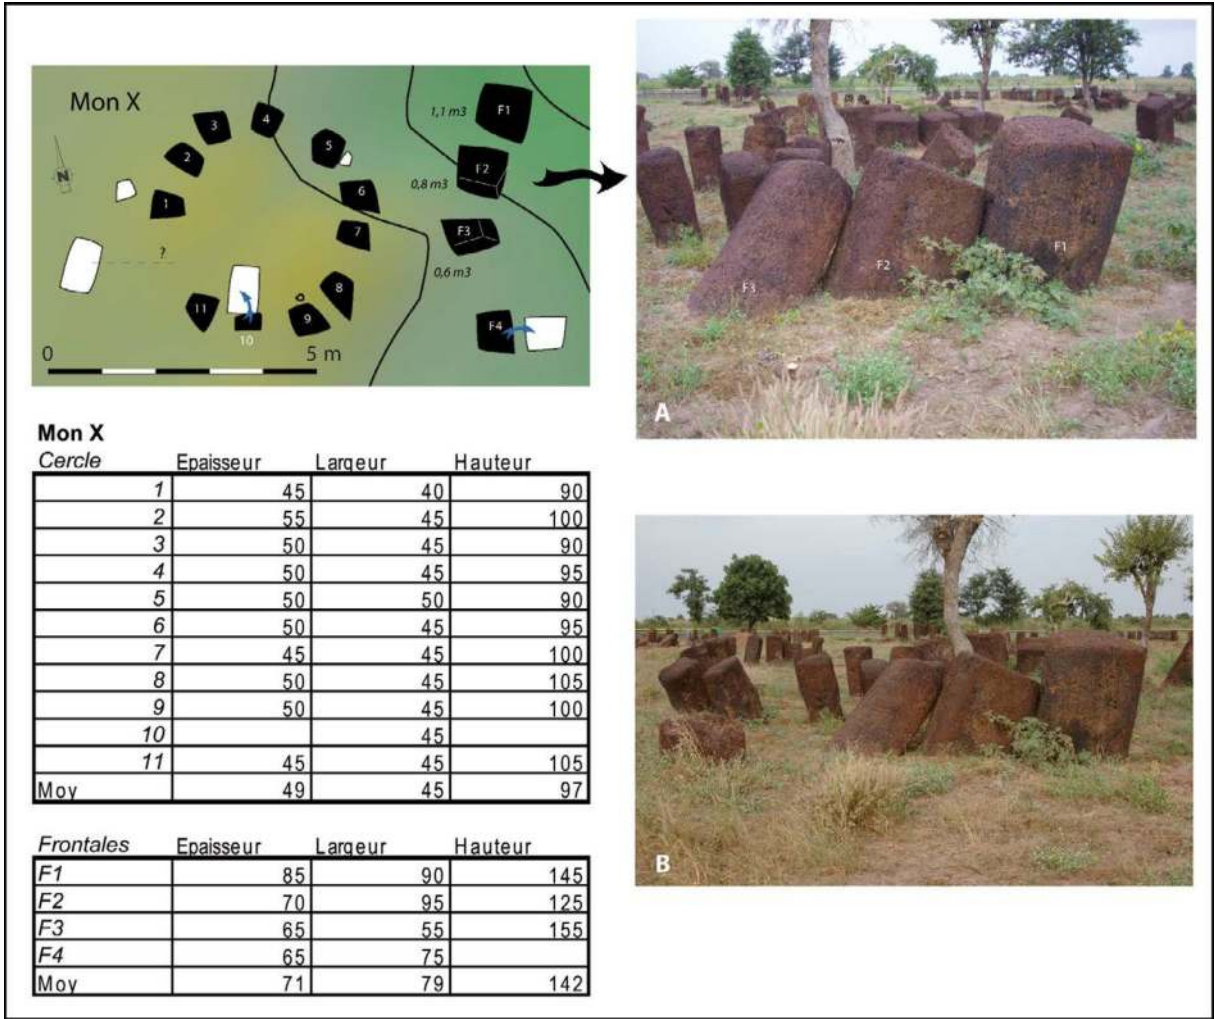 Mon X
N
1
2
3
4
5
6
7
8
9
10
11
?
F1
F2
F3
F4
1,1 m3
0,8 m3
0,6 m3
0 5 m
F3 F2 F1
A
B
Mon X
Cercle Epaisseur Largeur Hauteur
1 45 40 90
2 55 45 100
3 50 45 90
4 50 45 95
5 50 50 90
6 50 45 95
7 45 45 100
8 50 45 105
9 50 45 100
10 45
11 45 45 105
Moy 49 45 97
Frontales Epaisseur Largeur Hauteur
F1 85 90 145
F2 70 95 125
F3 65 55 155
F4 65 75
Moy 71 79 142